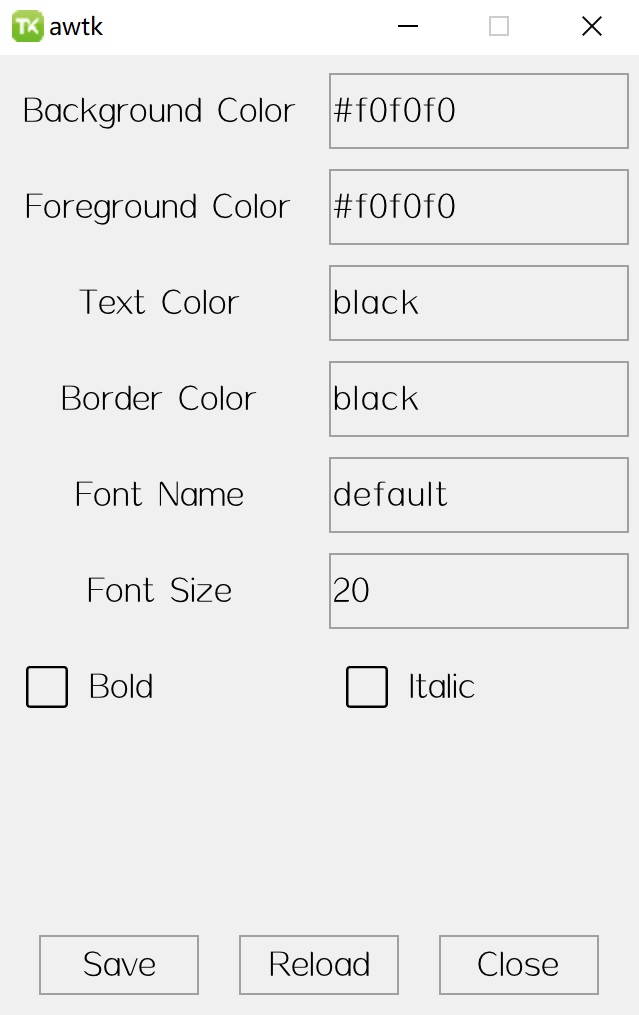 TK awtk
Background Color #f0f0f0
Foreground Color #f0f0f0
Text Color black
Border Color black
Font Name default
Font Size 20
Bold Italic
Save Reload Close